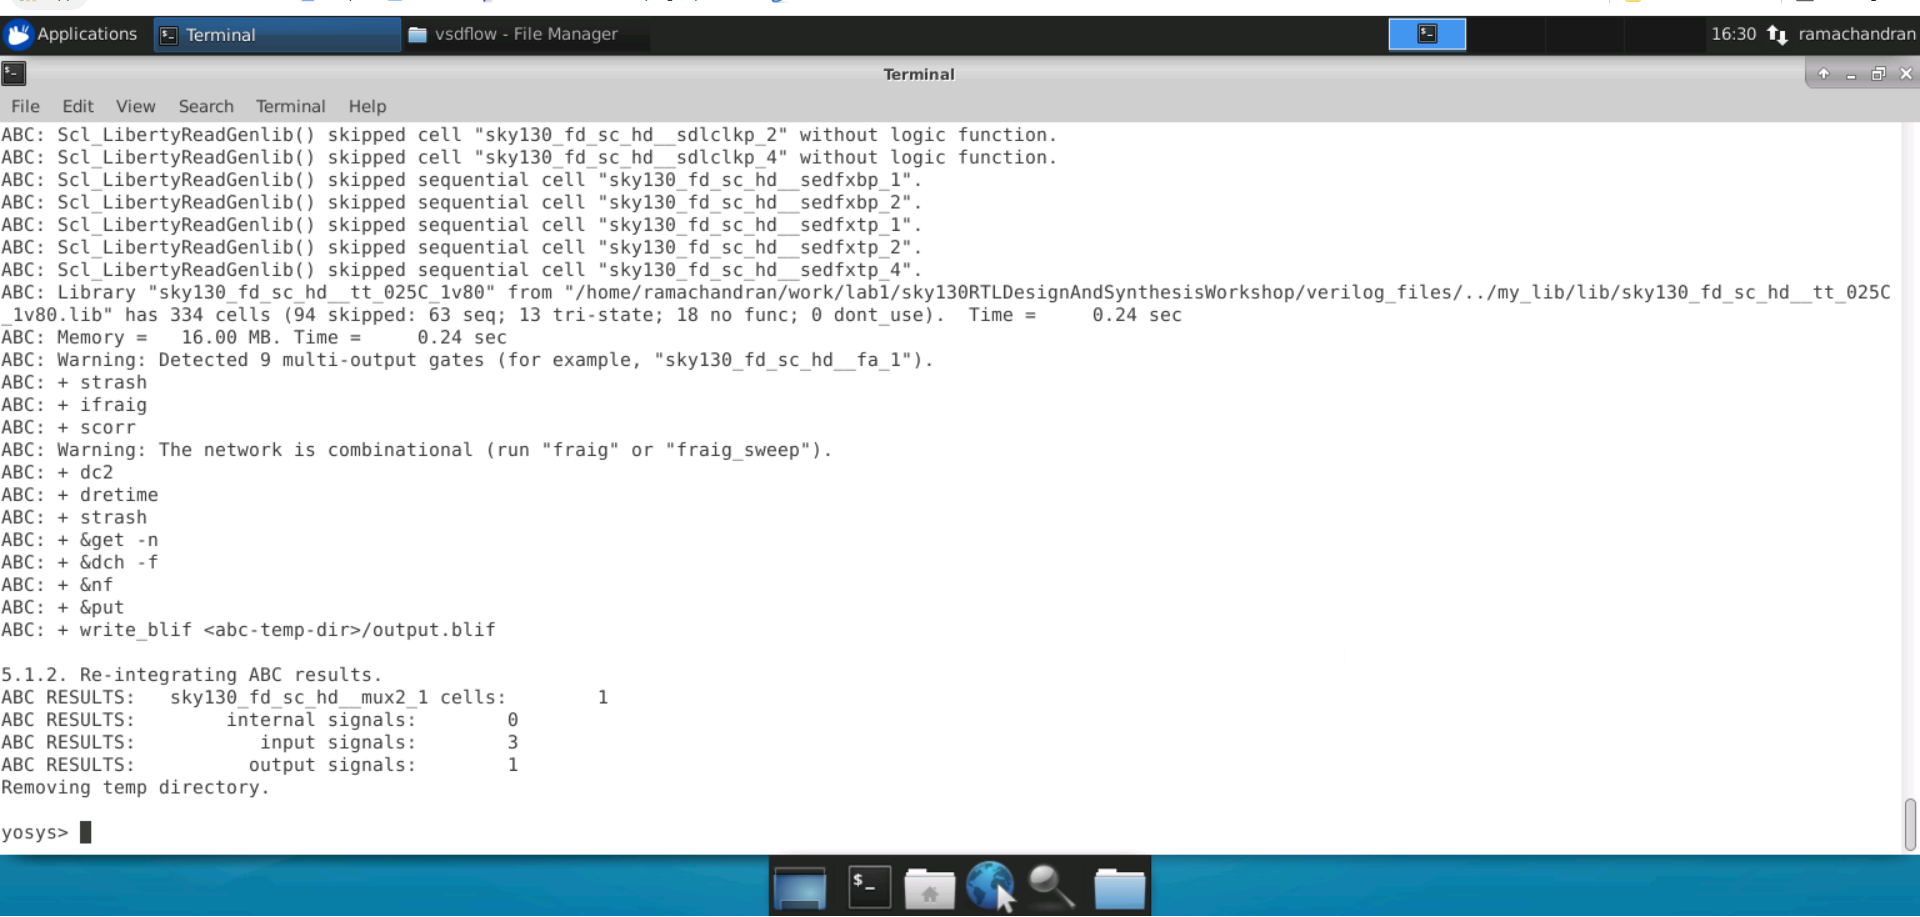 Applications
Terminal
vsdflow - File Manager
16:30
ramachandran
Terminal
File Edit View Search Terminal Help
ABC: Scl_LibertyReadGenlib() skipped cell "sky130_fd_sc_hd__sdlclkp_2" without logic function.
ABC: Scl_LibertyReadGenlib() skipped cell "sky130_fd_sc_hd__sdlclkp_4" without logic function.
ABC: Scl_LibertyReadGenlib() skipped sequential cell "sky130_fd_sc_hd__sedfxbp_1".
ABC: Scl_LibertyReadGenlib() skipped sequential cell "sky130_fd_sc_hd__sedfxbp_2".
ABC: Scl_LibertyReadGenlib() skipped sequential cell "sky130_fd_sc_hd__sedfxtp_1".
ABC: Scl_LibertyReadGenlib() skipped sequential cell "sky130_fd_sc_hd__sedfxtp_2".
ABC: Scl_LibertyReadGenlib() skipped sequential cell "sky130_fd_sc_hd__sedfxtp_4".
ABC: Library "sky130_fd_sc_hd__tt_025C_1v80" from "/home/ramachandran/work/lab1/sky130RTLDesignAndSynthesisWorkshop/verilog_files/../my_lib/lib/sky130_fd_sc_hd__tt_025C
_1v80.lib" has 334 cells (94 skipped: 63 seq; 13 tri-state; 18 no func; 0 dont_use).  Time =     0.24 sec
ABC: Memory =   16.00 MB. Time =     0.24 sec
ABC: Warning: Detected 9 multi-output gates (for example, "sky130_fd_sc_hd__fa_1").
ABC: + strash
ABC: + ifraig
ABC: + scorr
ABC: Warning: The network is combinational (run "fraig" or "fraig_sweep").
ABC: + dc2
ABC: + dretime
ABC: + strash
ABC: + &get -n
ABC: + &dch -f
ABC: + &nf
ABC: + &put
ABC: + write_blif <abc-temp-dir>/output.blif
5.1.2. Re-integrating ABC results.
ABC RESULTS:   sky130_fd_sc_hd__mux2_1 cells:        1
ABC RESULTS:        internal signals:        0
ABC RESULTS:           input signals:        3
ABC RESULTS:          output signals:        1
Removing temp directory.
yosys>
$_